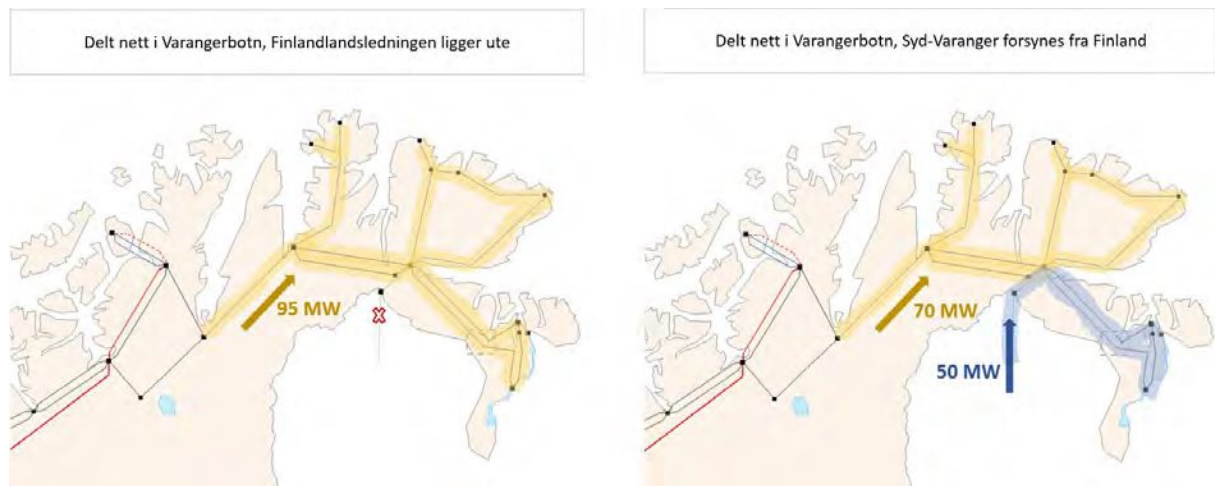 Delt nett i Varangerbotn, Finlandlandsledningen ligger ute
Delt nett i Varangerbotn, Syd-Varanger forsynes fra Finland
95 MW
70 MW
50 MW